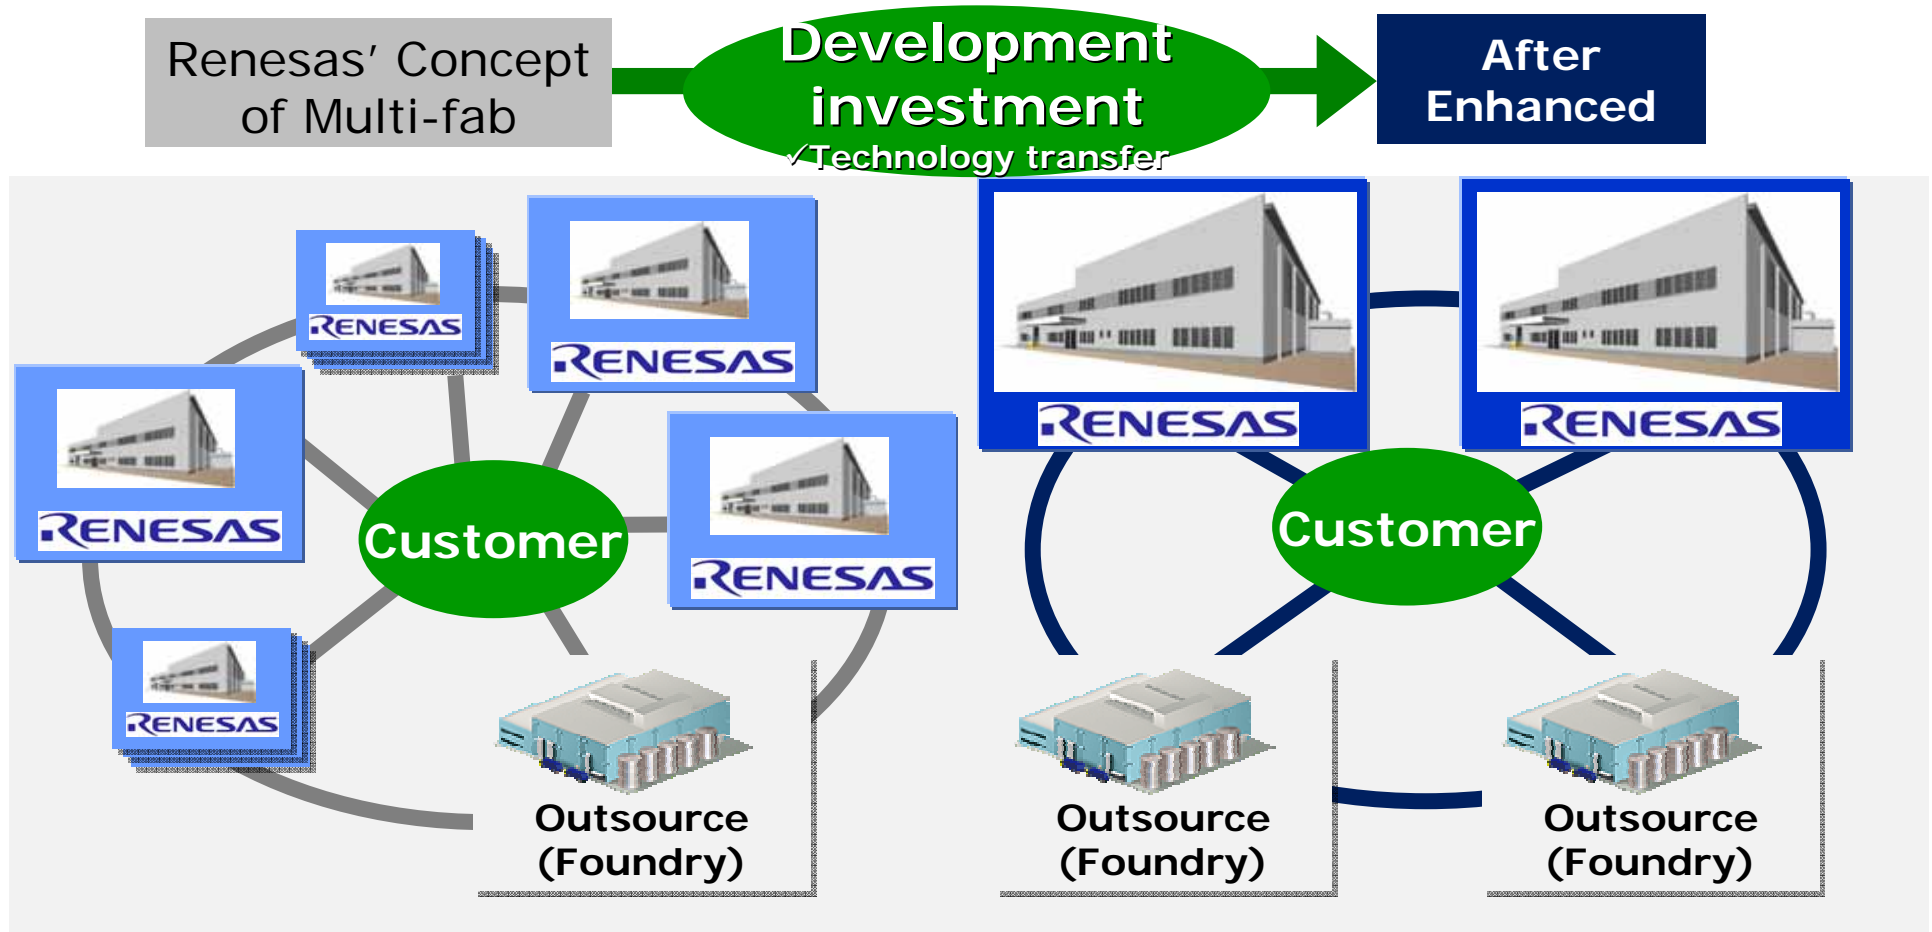 Renesas' Concept
of Multi-fab
Development
investment
✓Technology transfer
After
Enhanced
RENESAS
RENESAS
RENESAS
RENESAS
RENESAS
Customer
Outsource
(Foundry)
RENESAS
RENESAS
Customer
Outsource
(Foundry)
Outsource
(Foundry)